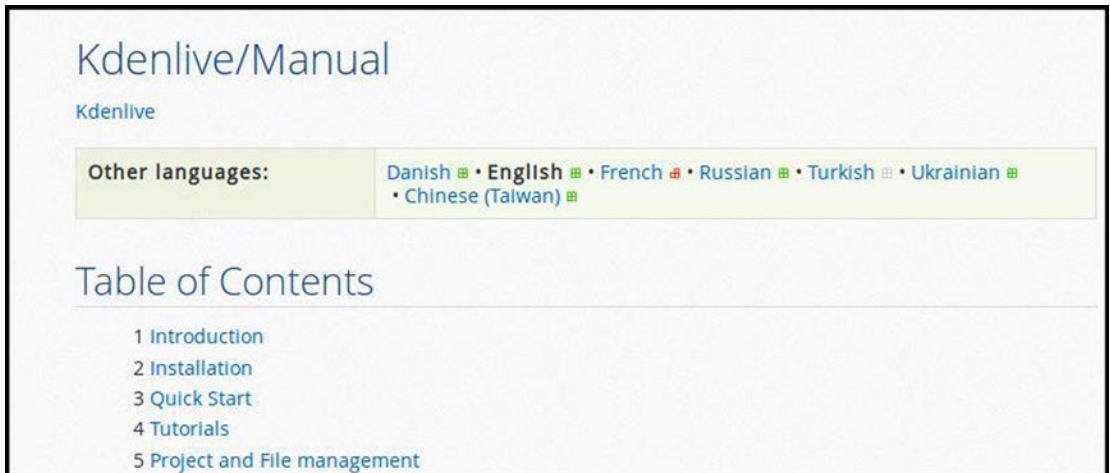 Kdenlive/Manual
Kdenlive
Other languages:
Danish • English • French • Russian • Turkish • Ukrainian
• Chinese (Taiwan)
Table of Contents
1 Introduction
2 Installation
3 Quick Start
4 Tutorials
5 Project and File management